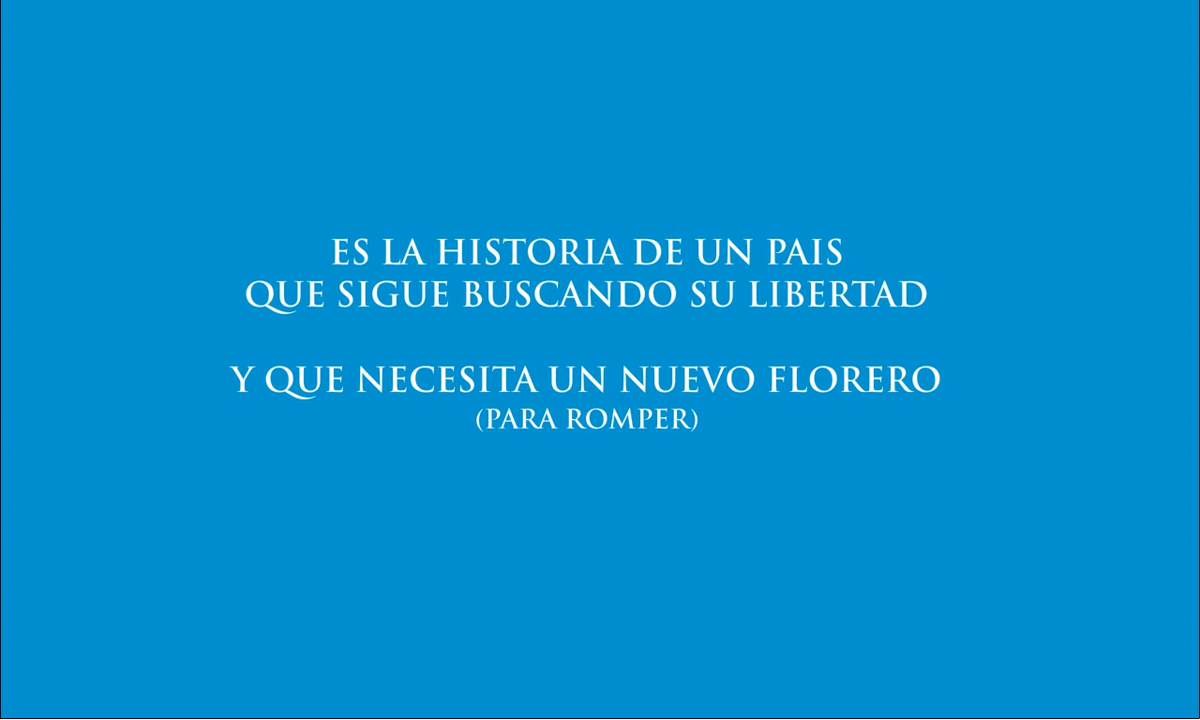 ES LA HISTORIA DE UN PAIS
QUE SIGUE BUSCANDO SU LIBERTAD
Y QUE NECESITA UN NUEVO FLORERO
(PARA ROMPER)